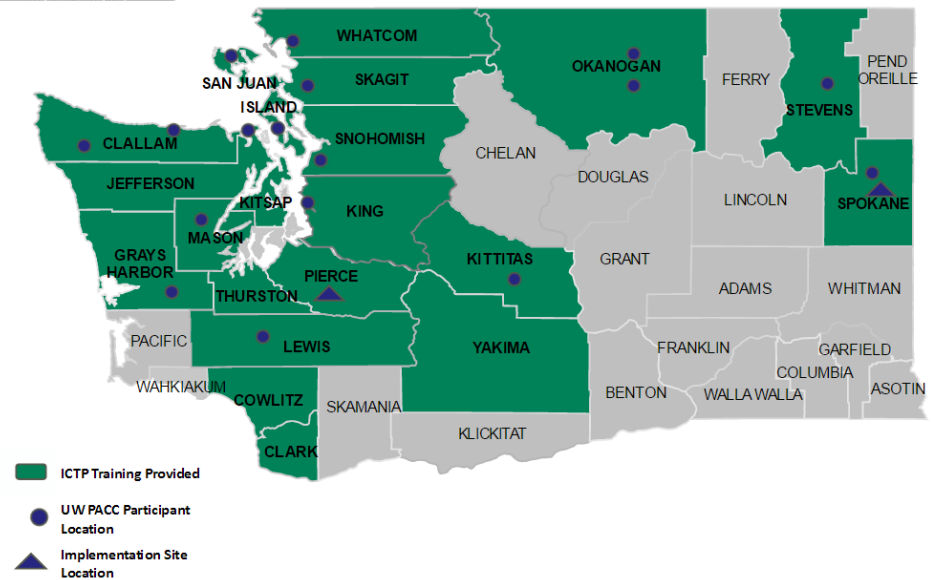 WHATCOM
SKAGIT
SAN JUAN
ISLAND
SNOHOMISH
CLALLAM
JEFFERSON
KITSAP
KING
MASON
GRAYS
HARBOR
PIERCE
THURSTON
PACIFIC
LEWIS
WAHKIAKUM
COWLITZ
CLARK
SKAMANIA
OKANOGAN
CHELAN
DOUGLAS
KITTITAS
GRANT
YAKIMA
KLICKITAT
FERRY
STEVENS
PEND
OREILLE
LINCOLN
SPOKANE
ADAMS
WHITMAN
FRANKLIN
GARFIELD
COLUMBIA
BENTON
WALLA WALLA
ASOTIN
ICTP Training Provided
UW PACC Participant
Location
Implementation Site
Location